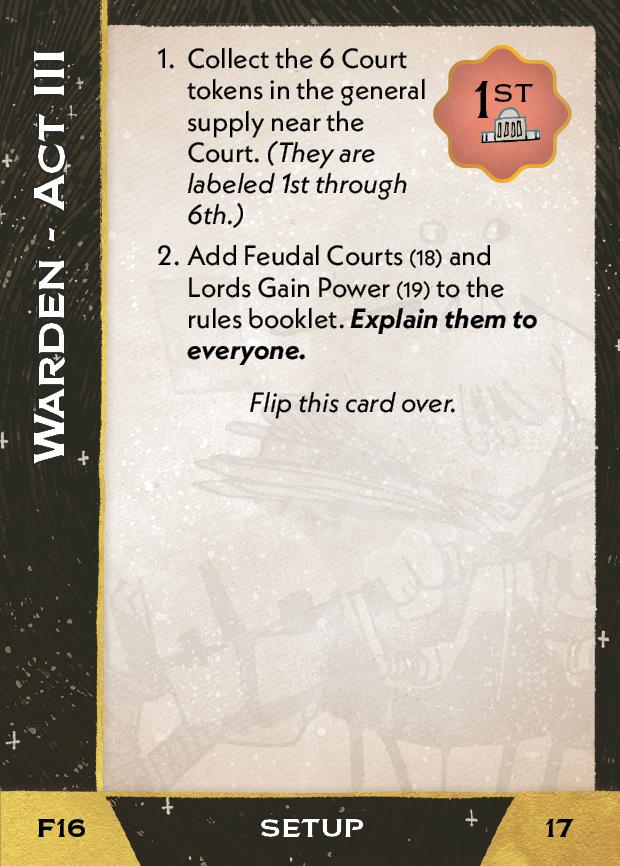 WARDEN - ACT III
1. Collect the 6 Court
tokens in the general
supply near the
Court. (They are
labeled 1st through
6th.)
1ST
2. Add Feudal Courts (18) and
Lords Gain Power (19) to the
rules booklet. Explain them to
everyone.
Flip this card over.
F16
SETUP
17